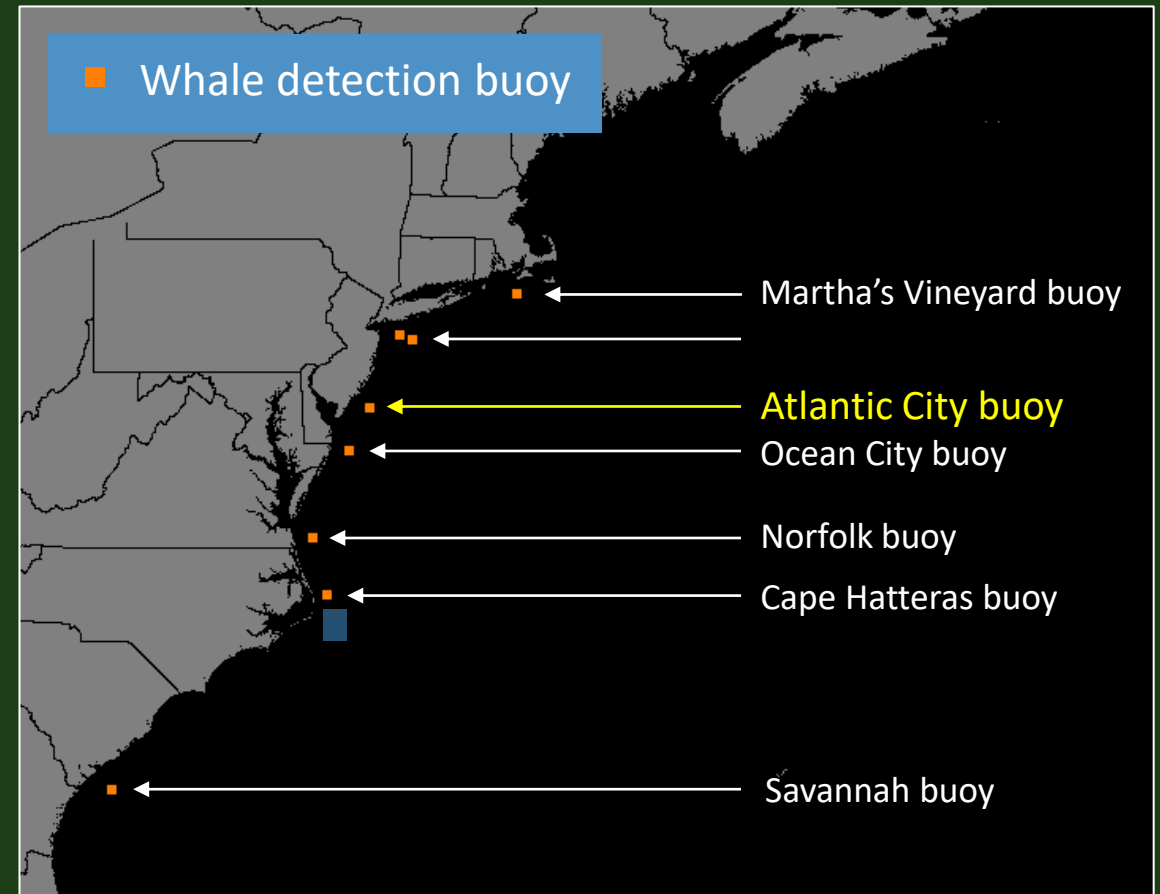 Whale detection buoy
Martha’s Vineyard buoy
Atlantic City buoy
Ocean City buoy
Norfolk buoy
Cape Hatteras buoy
Savannah buoy